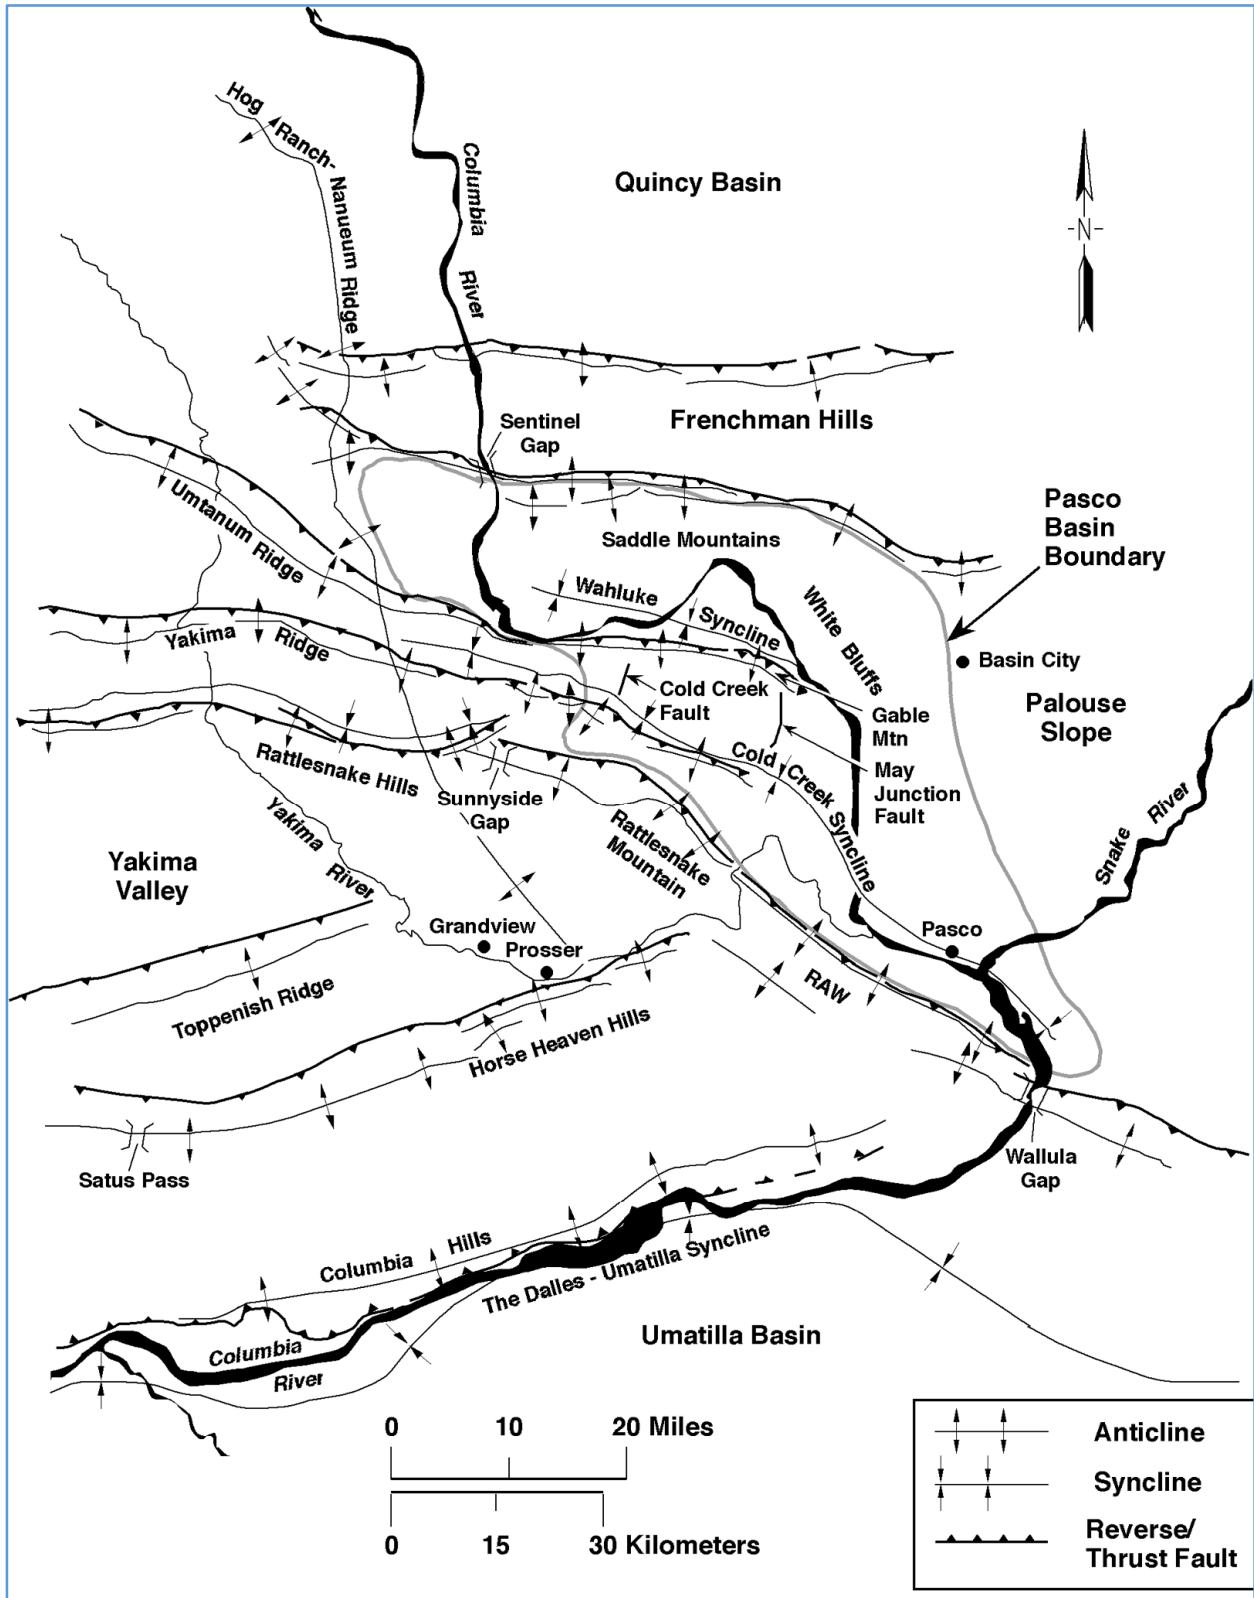 Hog
Ranch-
Nanueum Ridge
Columbia
River
Quincy Basin
-N-
Sentinel
Gap
Frenchman Hills
Umtanum Ridge
Saddle Mountains
Pasco
Basin
Boundary
Wahluke
Syncline
White Bluffs
Yakima
Ridge
Basin City
Cold Creek
Fault
Palouse
Slope
Gable
Mtn
Rattlesnake Hills
Cold Creek Syncline
May
Junction
Fault
Sunnyside
Gap
Yakima
River
Rattlesnake
Mountain
Snake
River
Yakima
Valley
Grandview
Prosser
Pasco
RAW
Toppenish Ridge
Horse Heaven Hills
Satus Pass
Wallula
Gap
Columbia
Hills
The Dalles - Umatilla Syncline
Umatilla Basin
Columbia
River
0 10 20 Miles
0 15 30 Kilometers
Anticline
Syncline
Reverse/
Thrust Fault